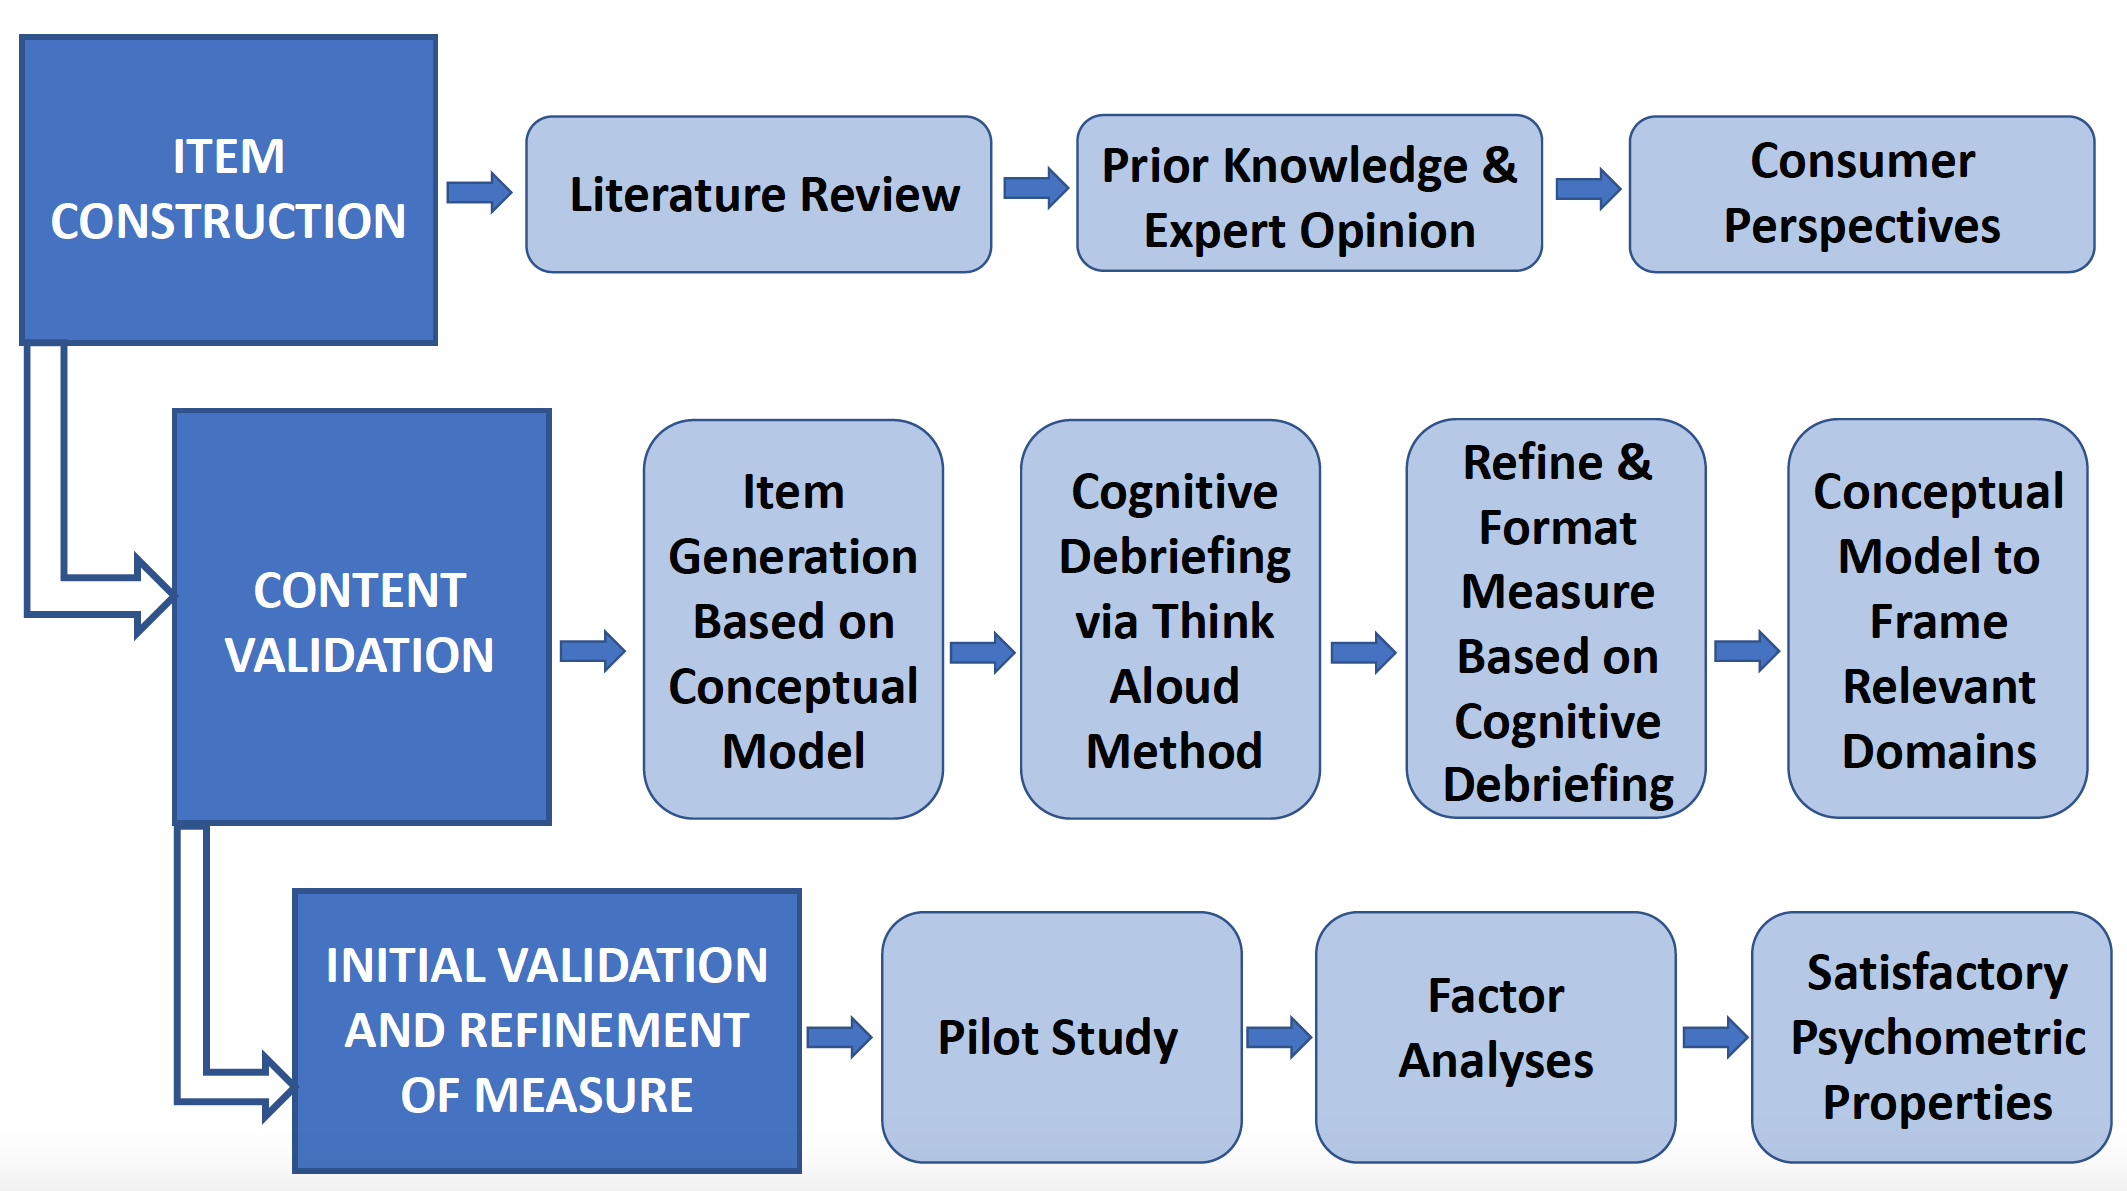 ITEM
CONSTRUCTION
Literature Review
Prior Knowledge &
Expert Opinion
Consumer
Perspectives
CONTENT
VALIDATION
Item
Generation
Based on
Conceptual
Model
Cognitive
Debriefing
via Think
Aloud
Method
Refine &
Format
Measure
Based on
Cognitive
Debriefing
Conceptual
Model to
Frame
Relevant
Domains
INITIAL VALIDATION
AND REFINEMENT
OF MEASURE
Pilot Study
Factor
Analyses
Satisfactory
Psychometric
Properties